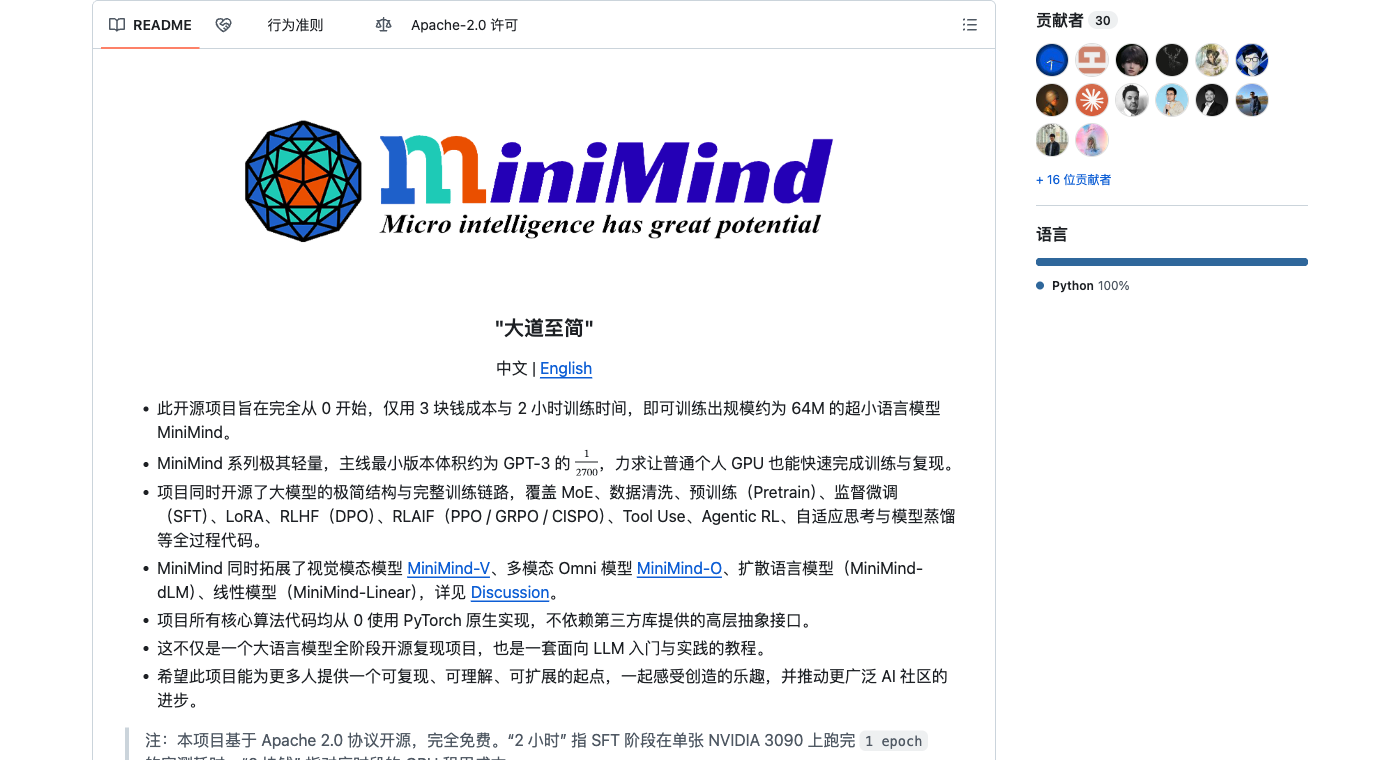 README
行为准则
Apache-2.0 许可
MiniMind
Micro intelligence has great potential
"大道至简"
中文 | English
此开源项目旨在完全从 0 开始，仅用 3 块钱成本与 2 小时训练时间，即可训练出规模约为 64M 的超小语言模型
MiniMind。
MiniMind 系列极其轻量，主线最小版本体积约为 GPT-3 的 1/2700，力求让普通个人 GPU 也能快速完成训练与复现。
项目同时开源了大模型的极简结构与完整训练链路，覆盖 MoE、数据清洗、预训练（Pretrain）、监督微调
（SFT）、LoRA、RLHF（DPO）、RLAIF（PPO / GRPO / CISPO）、Tool Use、Agentic RL、自适应思考与模型蒸馏
等全过程代码。
MiniMind 同时拓展了视觉模态模型 MiniMind-V、多模态 Omni 模型 MiniMind-O、扩散语言模型（MiniMind-
dLM）、线性模型（MiniMind-Linear），详见 Discussion。
项目所有核心算法代码均从 0 使用 PyTorch 原生实现，不依赖第三方库提供的高层抽象接口。
这不仅是一个大语言模型全阶段开源复现项目，也是一套面向 LLM 入门与实践的教程。
希望此项目能为更多人提供一个可复现、可理解、可扩展的起点，一起感受创造的乐趣，并推动更广泛 AI 社区的
进步。
注：本项目基于 Apache 2.0 协议开源，完全免费。“2 小时” 指 SFT 阶段在单张 NVIDIA 3090 上跑完 1 epoch
贡献者 30
+ 16 位贡献者
语言
Python 100%